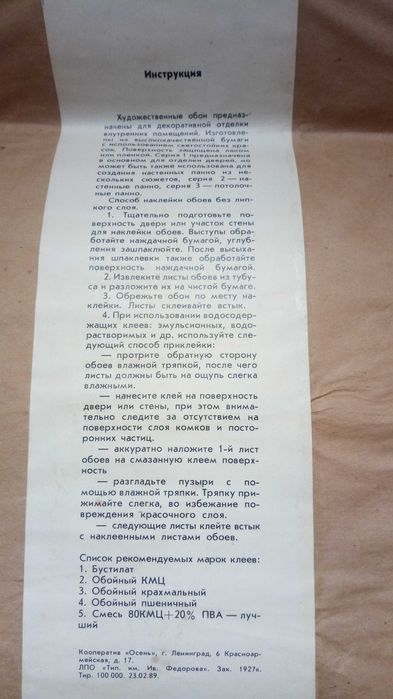 Инструкция
Художественные обои предназ-
начены для декоративной отделки
внутренних помещений. Изготовле-
ны из высококачественной бумаги
с использованием светостойких кра-
сок. Поверхность защищена лаком
или пленкой. Серия 1 предназначена
в основном для отделки дверей, но
может быть также использована для
создания настенных панно из не-
скольких сюжетов, серия 2 — на-
стенные панно, серия 3 — потолоч-
ные панно.
Способ наклейки обоев без лип-
кого слоя.
1. Тщательно подготовьте по-
верхность двери или участок стены
для наклейки обоев. Выступы обра-
ботайте наждачной бумагой, углуб-
ления зашпаклюйте. После высыха-
ния шпаклевки также обработайте
поверхность наждачной бумагой.
2. Извлеките листы обоев из тубу-
са и разложите их на чистой бумаге.
3. Обрежьте обои по месту на-
клейки. Листы склеивайте встык.
4. При использовании водосодер-
жащих клеев: эмульсионных, водо-
растворимых и др. используйте сле-
дующий способ приклейки:
— протрите обратную сторону
обоев влажной тряпкой, после чего
листы должны быть на ощупь слегка
влажными.
— нанесите клей на поверхность
двери или стены, при этом внима-
тельно следите за отсутствием на
поверхности слоя комков и посто-
ронних частиц.
— аккуратно наложите 1-й лист
обоев на смазанную клеем поверх-
ность
— разгладьте пузыри с по-
мощью влажной тряпки. Тряпку при-
жимайте слегка, во избежание по-
вреждения красочного слоя.
— следующие листы клейте встык
с наклеенными листами обоев.
Список рекомендуемых марок клеев:
1. Бустилат
2. Обойный КМЦ
3. Обойный крахмальный
4. Обойный пшеничный
5. Смесь 80КМЦ+20% ПВА — луч-
ший
Кооператив «Осень», г. Ленинград, 6 Красноар-
мейская, д. 17.
ЛПО «Тип. им. Ив. Федорова». Зак. 1927к.
Тир. 100 000. 23.02.89.